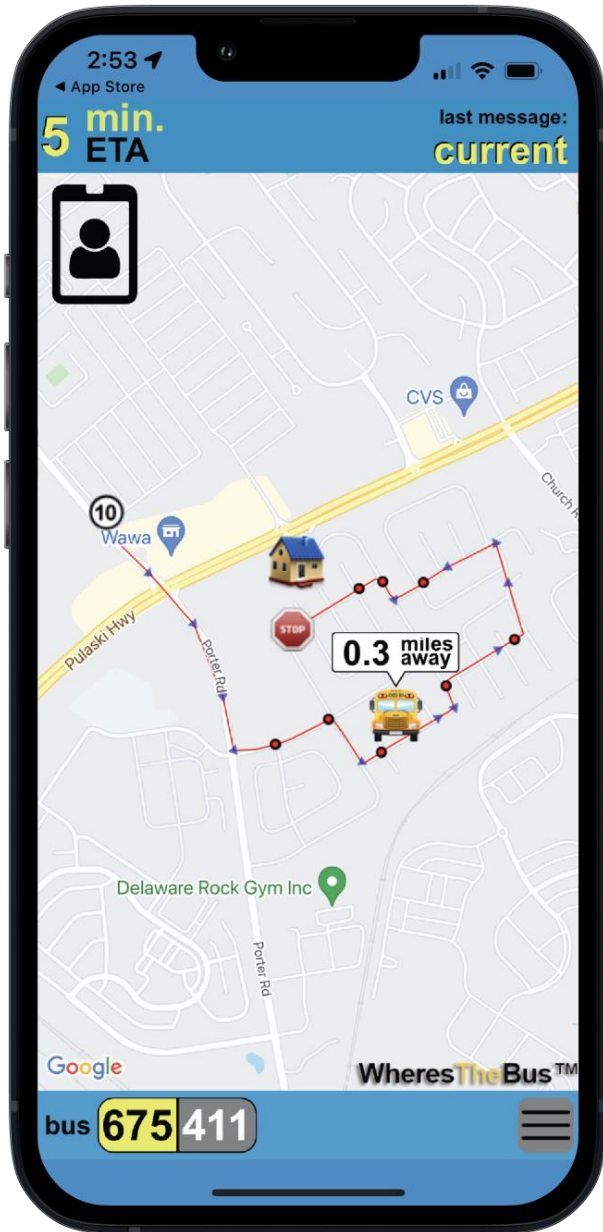 2:53
◀ App Store
5 min.
ETA
last message:
current
CVS
Church R
10
Wawa
Pulaski Hwy
Porter Rd
STOP
0.3 miles
away
Delaware Rock Gym Inc
Porter Rd
Google
WheresTheBus™
bus 675 411